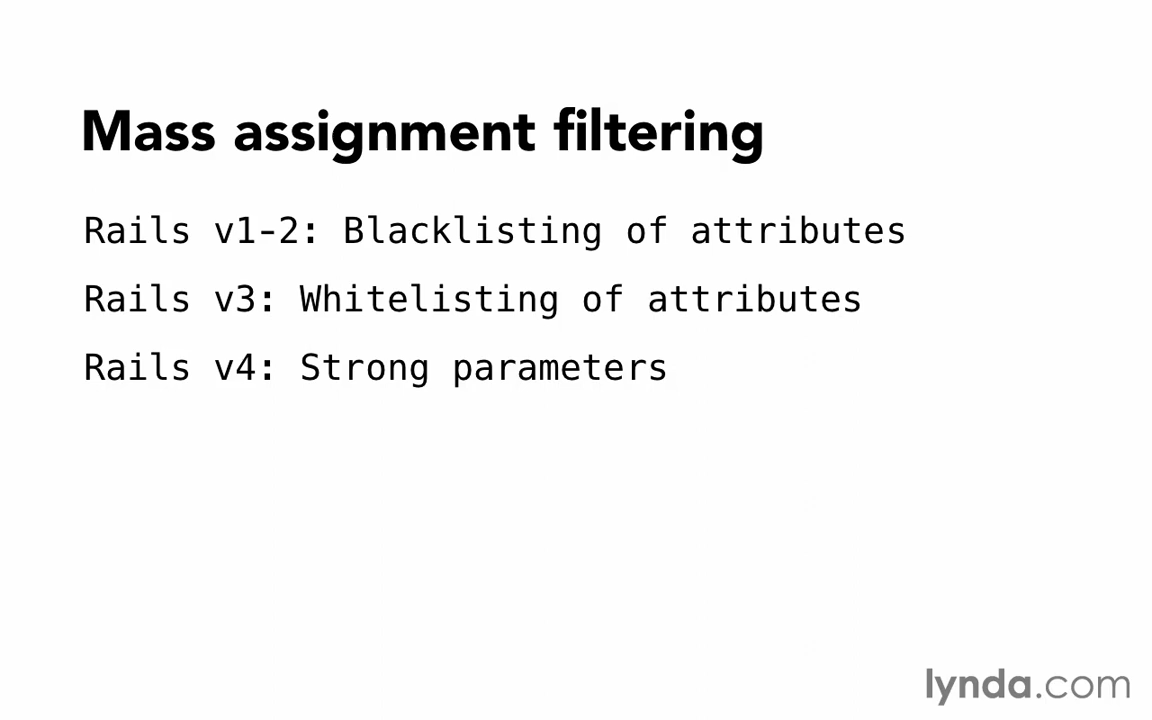 Mass assignment filtering
Rails v1-2: Blacklisting of attributes
Rails v3: Whitelisting of attributes
Rails v4: Strong parameters
lynda.com